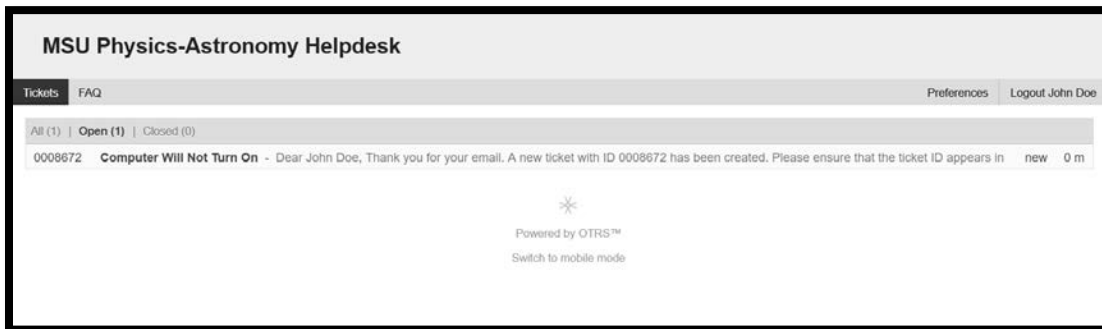 MSU Physics-Astronomy Helpdesk
Tickets FAQ Preferences Logout John Doe
All (1) | Open (1) | Closed (0)
0008672 Computer Will Not Turn On - Dear John Doe, Thank you for your email. A new ticket with ID 0008672 has been created. Please ensure that the ticket ID appears in new 0 m
Powered by OTRS™
Switch to mobile mode